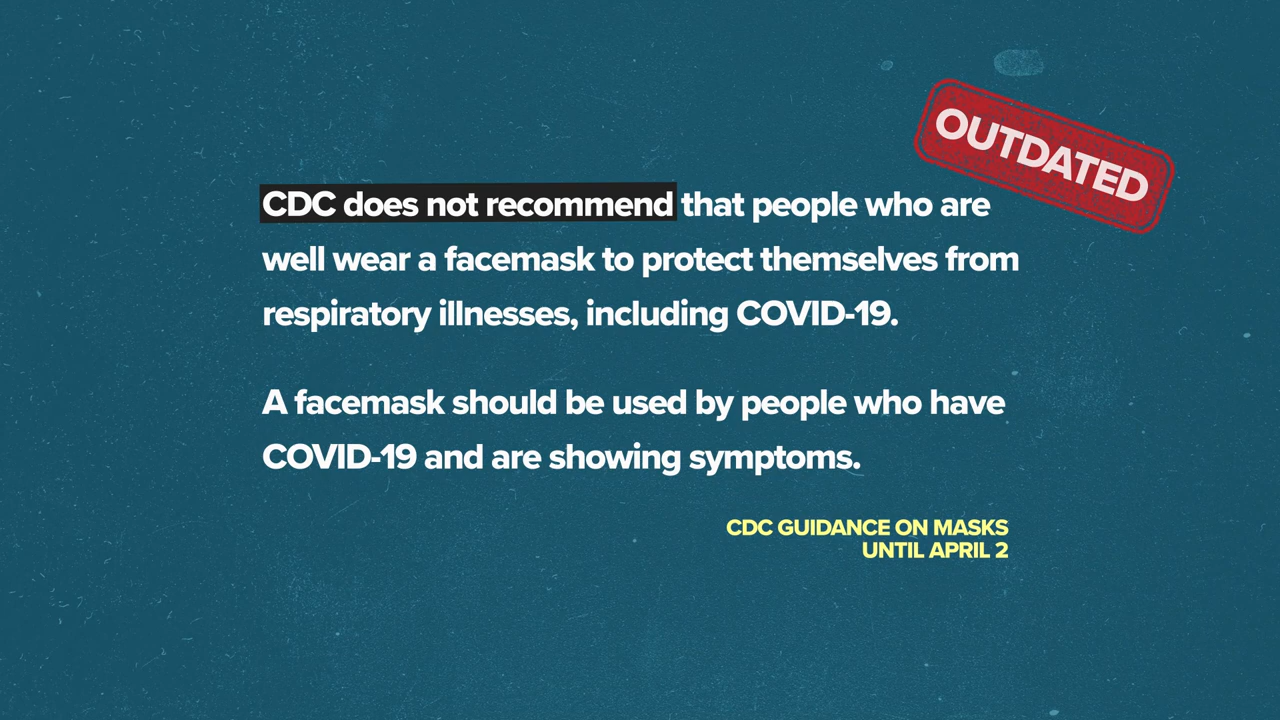 OUTDATED
CDC does not recommend that people who are
well wear a facemask to protect themselves from
respiratory illnesses, including COVID-19.
A facemask should be used by people who have
COVID-19 and are showing symptoms.
CDC GUIDANCE ON MASKS
UNTIL APRIL 2